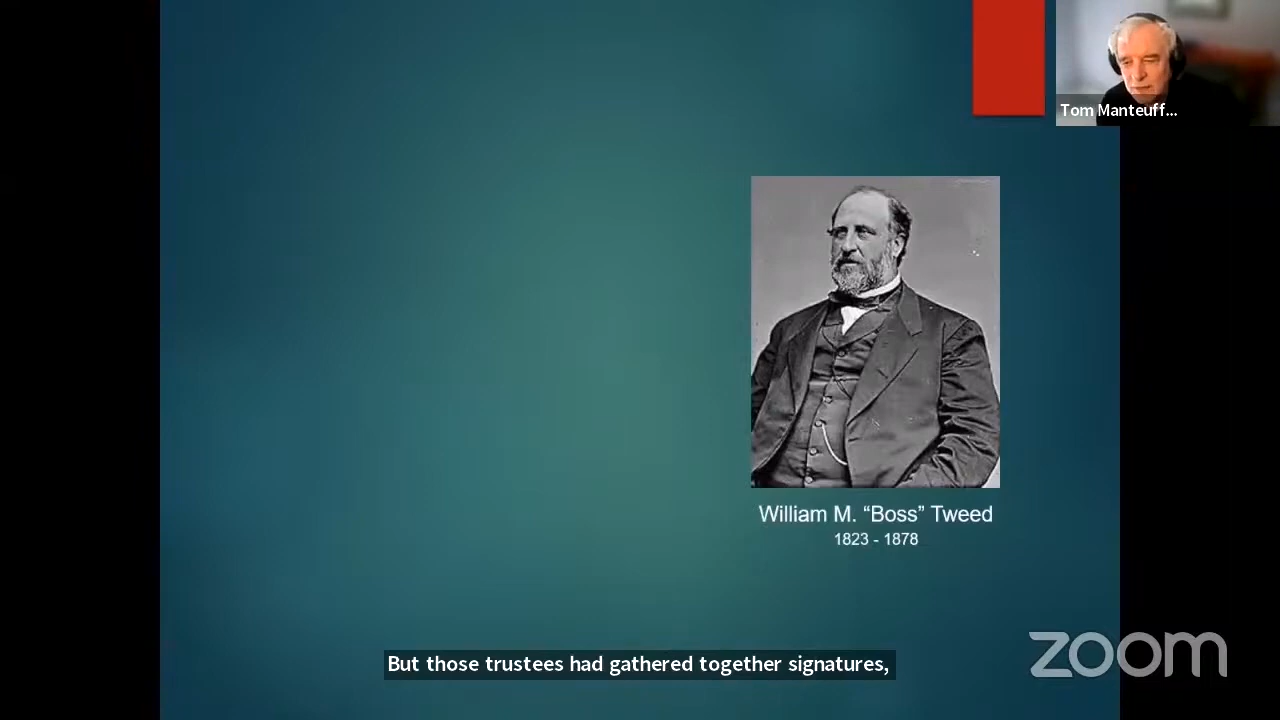 Tom Manteuff...
William M. “Boss” Tweed
1823 - 1878
But those trustees had gathered together signatures,
zoom